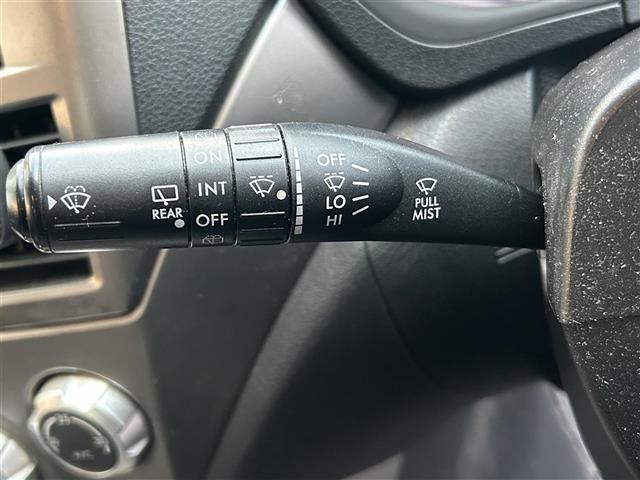 REAR
ON
INT
OFF
OFF
LO
HI
PULL
MIST